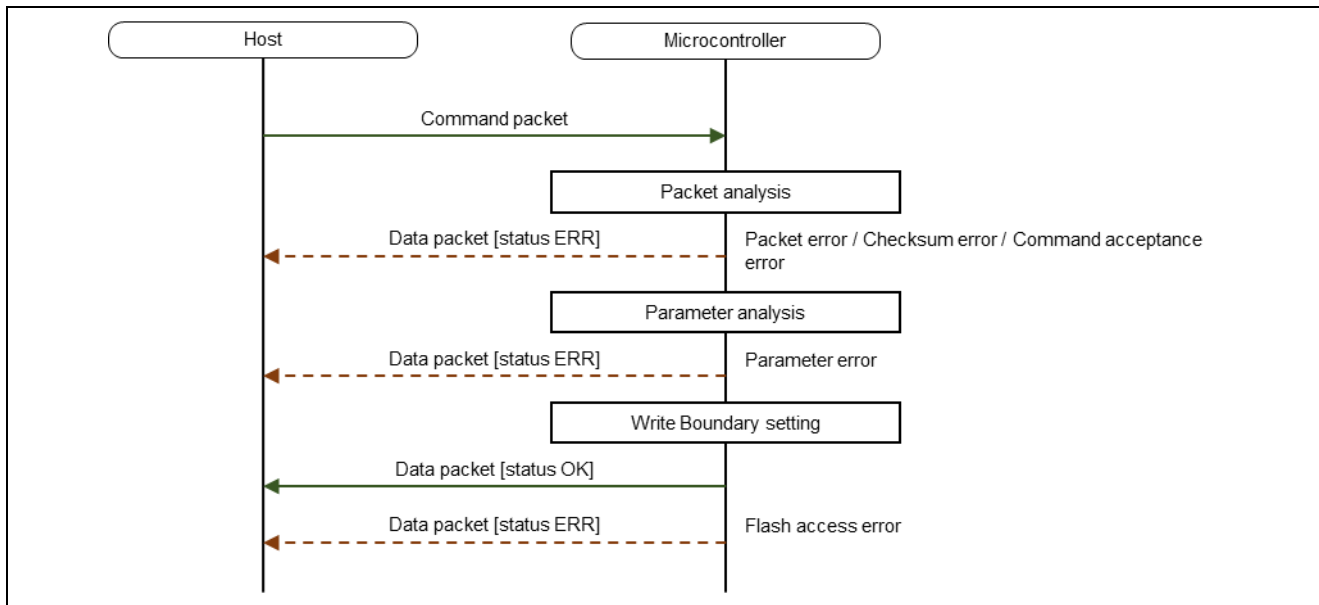 Host
Microcontroller
Command packet
Packet analysis
Data packet [status ERR]
Packet error / Checksum error / Command acceptance
error
Parameter analysis
Data packet [status ERR]
Parameter error
Write Boundary setting
Data packet [status OK]
Data packet [status ERR]
Flash access error